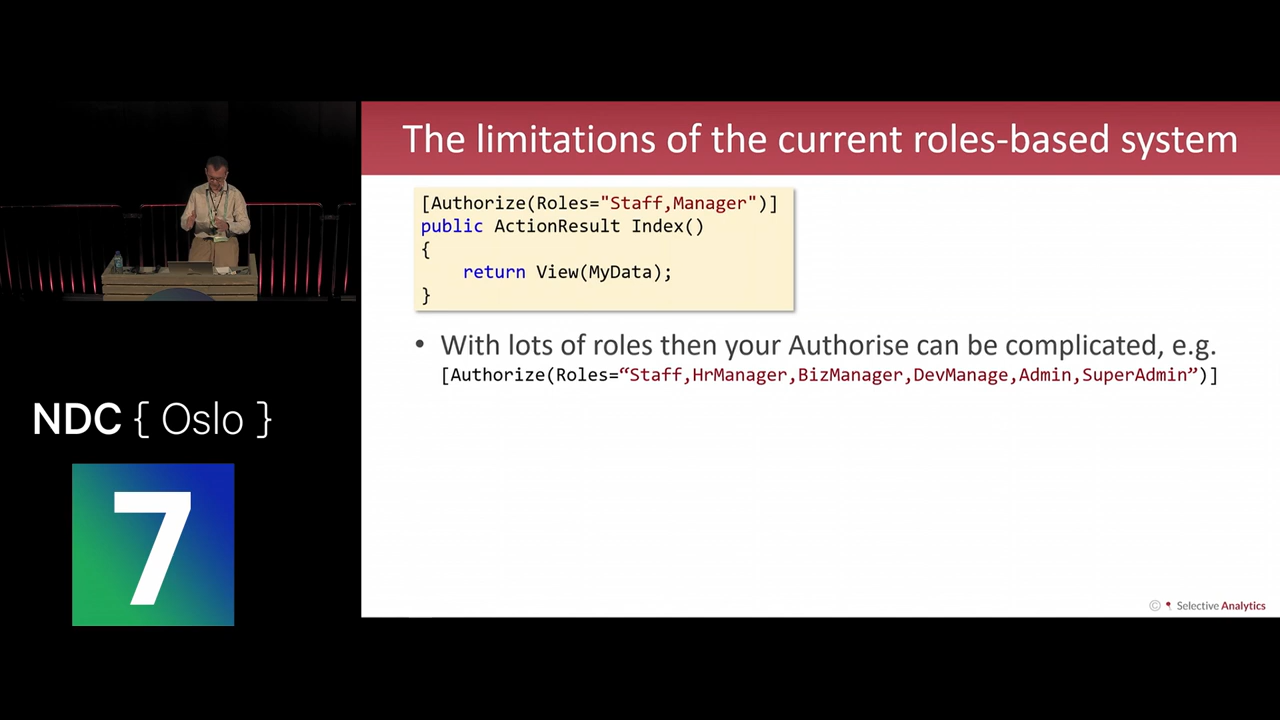 The limitations of the current roles-based system
[Authorize(Roles="Staff,Manager")]
public ActionResult Index()
{
return View(MyData);
}
• With lots of roles then your Authorise can be complicated, e.g.
[Authorize(Roles=“Staff,HrManager,BizManager,DevManage,Admin,SuperAdmin”)]
NDC { Oslo }
7
© Selective Analytics